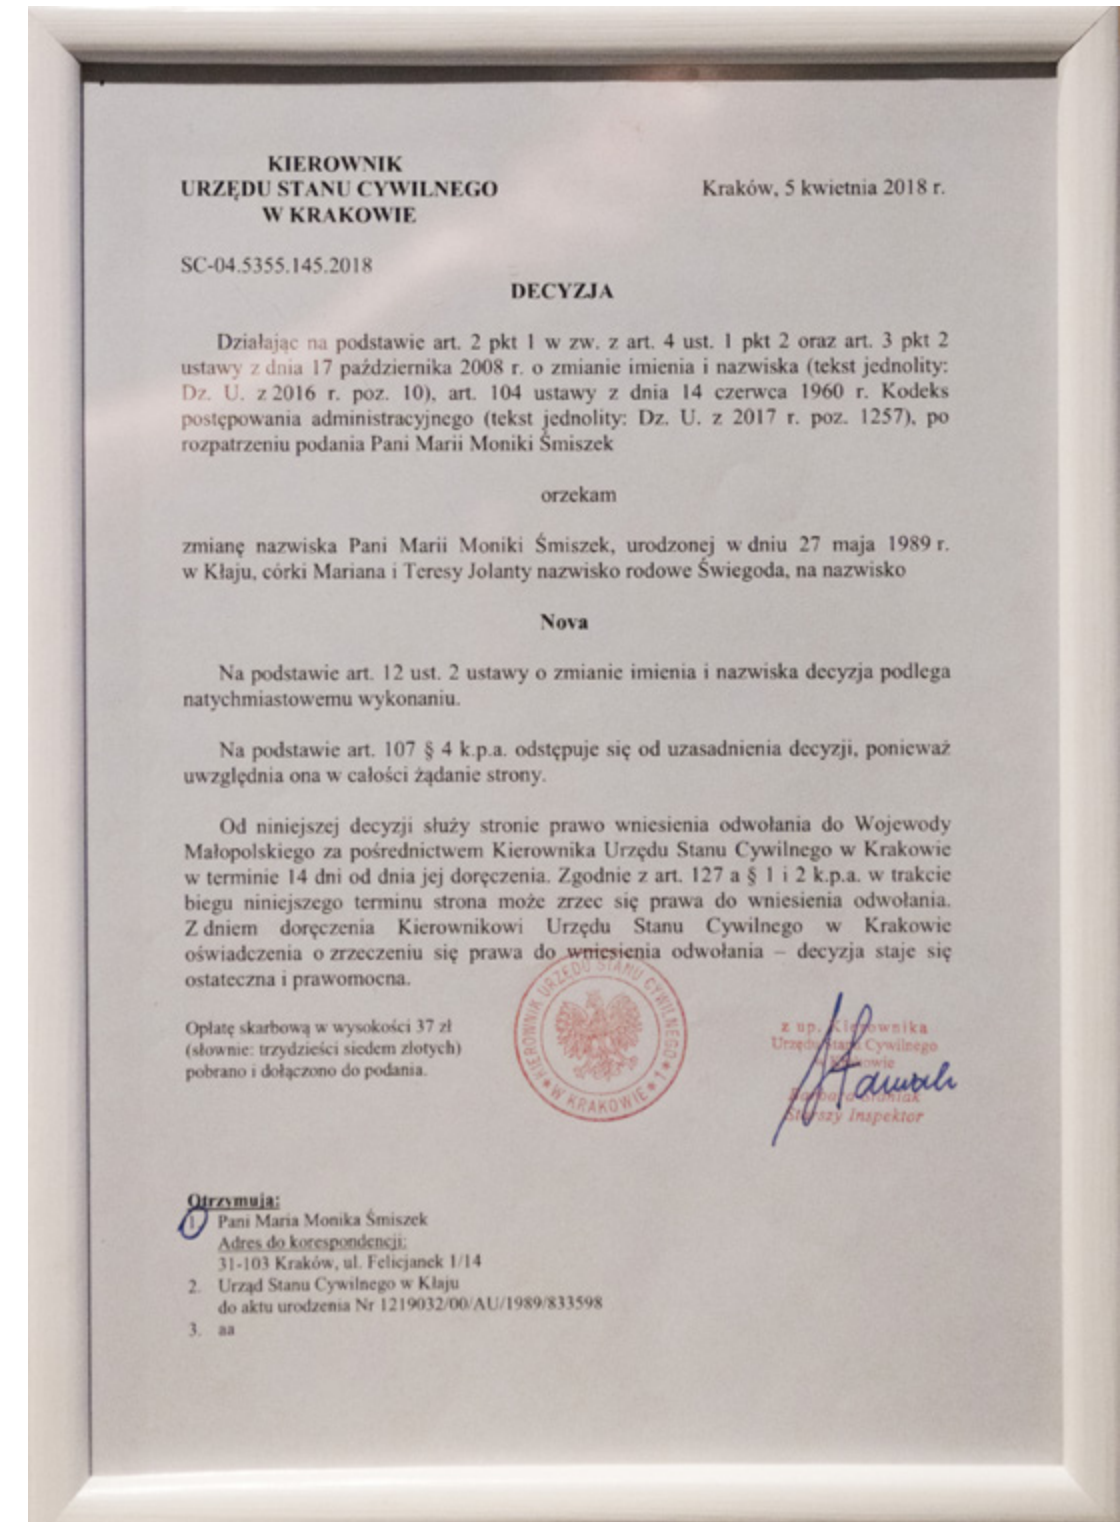 KIEROWNIK
URZĘDU STANU CYWILNEGO
W KRAKOWIE
Kraków, 5 kwietnia 2018 r.
SC-04.5355.145.2018
DECYZJA
Działając na podstawie art. 2 pkt 1 w zw. z art. 4 ust. 1 pkt 2 oraz art. 3 pkt 2
ustawy z dnia 17 października 2008 r. o zmianie imienia i nazwiska (tekst jednolity:
Dz. U. z 2016 r. poz. 10), art. 104 ustawy z dnia 14 czerwca 1960 r. Kodeks
postępowania administracyjnego (tekst jednolity: Dz. U. z 2017 r. poz. 1257), po
rozpatrzeniu podania Pani Marii Moniki Śmiszek
orzekam
zmianę nazwiska Pani Marii Moniki Śmiszek, urodzonej w dniu 27 maja 1989 r.
w Kłaju, córki Mariana i Teresy Jolanty nazwisko rodowe Świegoda, na nazwisko
Nova
Na podstawie art. 12 ust. 2 ustawy o zmianie imienia i nazwiska decyzja podlega
natychmiastowemu wykonaniu.
Na podstawie art. 107 § 4 k.p.a. odstępuje się od uzasadnienia decyzji, ponieważ
uwzględnia ona w całości żądanie strony.
Od niniejszej decyzji służy stronie prawo wniesienia odwołania do Wojewody
Małopolskiego za pośrednictwem Kierownika Urzędu Stanu Cywilnego w Krakowie
w terminie 14 dni od dnia jej doręczenia. Zgodnie z art. 127 a § 1 i 2 k.p.a. w trakcie
biegu niniejszego terminu strona może zrzec się prawa do wniesienia odwołania.
Z dniem doręczenia Kierownikowi Urzędu Stanu Cywilnego w Krakowie
oświadczenia o zrzeczeniu się prawa do wniesienia odwołania – decyzja staje się
ostateczna i prawomocna.
Opłatę skarbową w wysokości 37 zł
(słownie: trzydzieści siedem złotych)
pobrano i dołączono do podania.
KIEROWNIK URZĘDU STANU CYWILNEGO * 1 * W KRAKOWIE *
z up. Kierownika
Urzędu Stanu Cywilnego
w Krakowie
Barbara
Starszy Inspektor
Otrzymują:
1. Pani Maria Monika Śmiszek
Adres do korespondencji:
31-103 Kraków, ul. Felicjanek 1/14
2. Urząd Stanu Cywilnego w Kłaju
do aktu urodzenia Nr 1219032/00/AU/1989/833598
3. aa